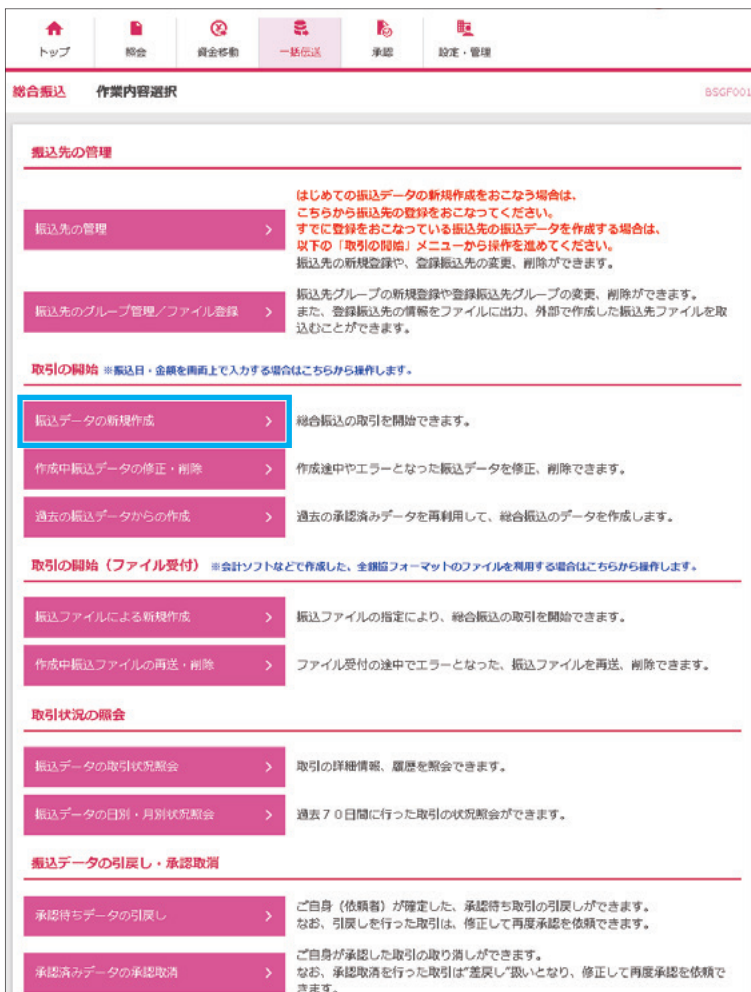 トップ
照会
資金移動
一括伝送
承認
設定・管理
総合振込 作業内容選択 BSGF001
振込先の管理
はじめての振込データの新規作成をおこなう場合は、
こちらから振込先の登録をおこなってください。
振込先の管理
すでに登録をおこなっている振込先の振込データを作成する場合は、
以下の「取引の開始」メニューから操作を進めてください。
振込先の新規登録や、登録振込先の変更、削除ができます。
振込先のグループ管理/ファイル登録
振込先グループの新規登録や登録振込先グループの変更、削除ができます。
また、登録振込先の情報をファイルに出力、外部で作成した振込先ファイルを取
込むことができます。
取引の開始 ※振込日・金額を画面上で入力する場合はこちらから操作します。
振込データの新規作成
総合振込の取引を開始できます。
作成中振込データの修正・削除
作成途中やエラーとなった振込データを修正、削除できます。
過去の振込データからの作成
過去の承認済みデータを再利用して、総合振込のデータを作成します。
取引の開始(ファイル受付) ※会計ソフトなどで作成した、全銀協フォーマットのファイルを利用する場合はこちらから操作します。
振込ファイルによる新規作成
振込ファイルの指定により、総合振込の取引を開始できます。
作成中振込ファイルの再送・削除
ファイル受付の途中でエラーとなった、振込ファイルを再送、削除できます。
取引状況の照会
振込データの取引状況照会
取引の詳細情報、履歴を照会できます。
振込データの日別・月別状況照会
過去70日間に行った取引の状況照会ができます。
振込データの引戻し・承認取消
承認待ちデータの引戻し
ご自身(依頼者)が確定した、承認待ち取引の引戻しができます。
なお、引戻しを行った取引は、修正して再度承認を依頼できます。
承認済みデータの承認取消
ご自身が承認した取引の取り消しができます。
なお、承認取消を行った取引は"差戻し"扱いとなり、修正して再度承認を依頼で
きます。